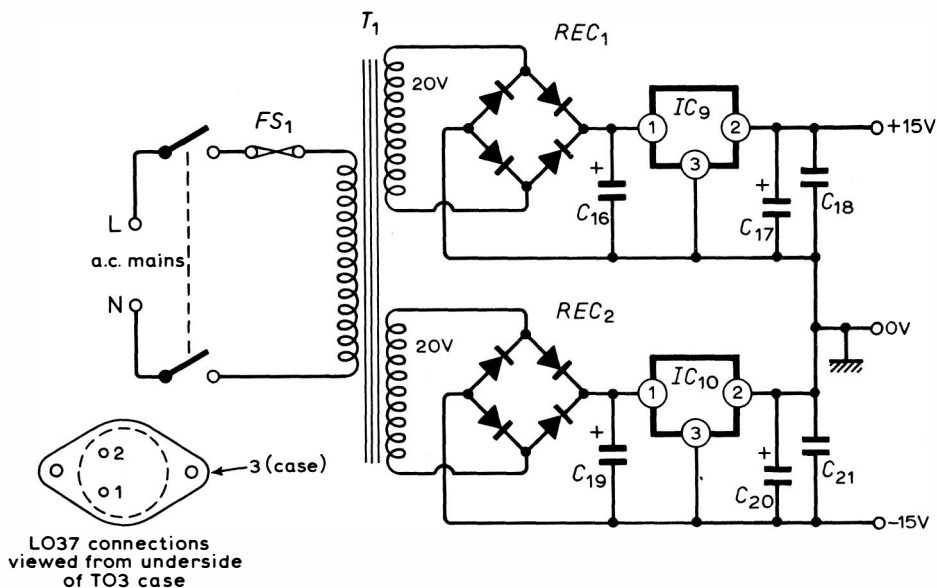 T1
REC1
20V
FS1
IC9
1
2
3
+15V
+
C16
+
C17
C18
L
a.c. mains
N
0V
REC2
20V
IC10
1
2
3
+
C19
+
C20
C21
-15V
2
1
3 (case)
LO37 connections
viewed from underside
of TO3 case